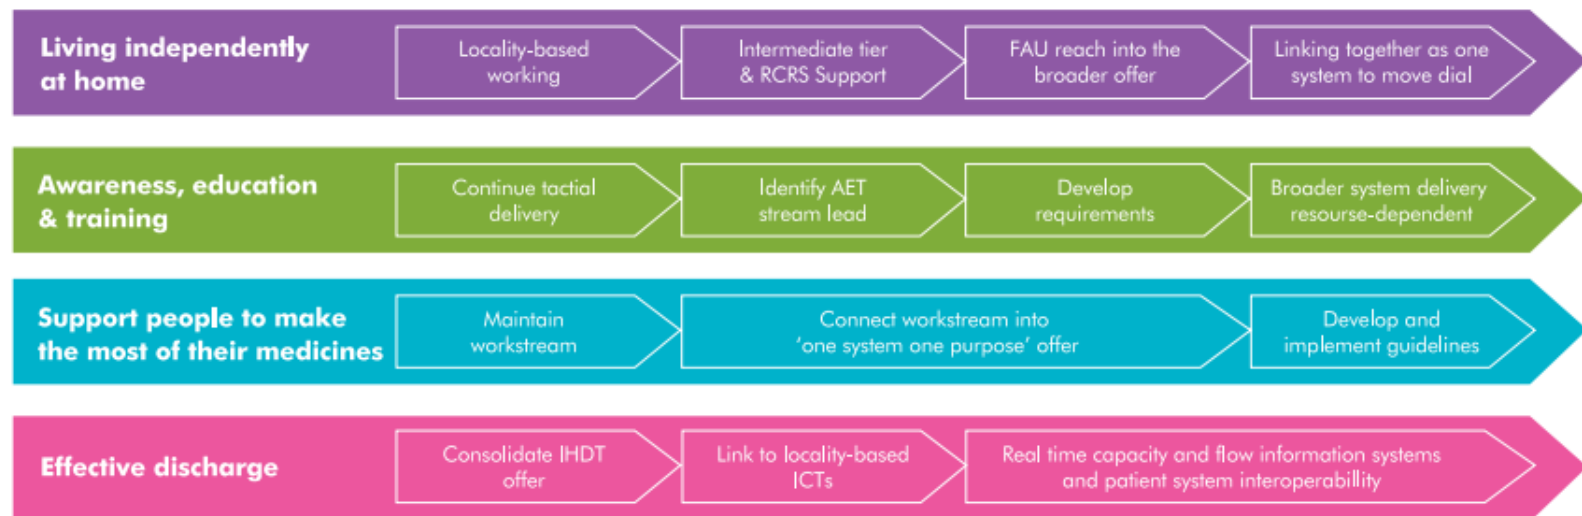 Living independently
at home
Locality-based
working
Intermediate tier
& RCRS Support
FAU reach into the
broader offer
Linking together as one
system to move dial
Awareness, education
& training
Continue tactial
delivery
Identify AET
stream lead
Develop
requirements
Broader system delivery
resourse-dependent
Support people to make
the most of their medicines
Maintain
workstream
Connect workstream into
'one system one purpose' offer
Develop and
implement guidelines
Effective discharge
Consolidate IHDT
offer
Link to locality-based
ICTs
Real time capacity and flow information systems
and patient system interoperabillity